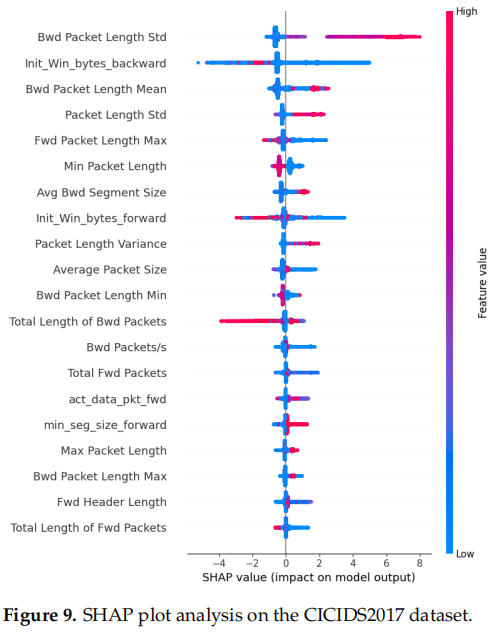 High
Bwd Packet Length Std
Init_Win_bytes_backward
Bwd Packet Length Mean
Packet Length Std
Fwd Packet Length Max
Min Packet Length
Avg Bwd Segment Size
Init_Win_bytes_forward
Packet Length Variance
Average Packet Size
Bwd Packet Length Min
Total Length of Bwd Packets
Bwd Packets/s
Total Fwd Packets
act_data_pkt_fwd
min_seg_size_forward
Max Packet Length
Bwd Packet Length Max
Fwd Header Length
Total Length of Fwd Packets
Feature value
Low
−4 −2 0 2 4 6 8
SHAP value (impact on model output)
Figure 9. SHAP plot analysis on the CICIDS2017 dataset.